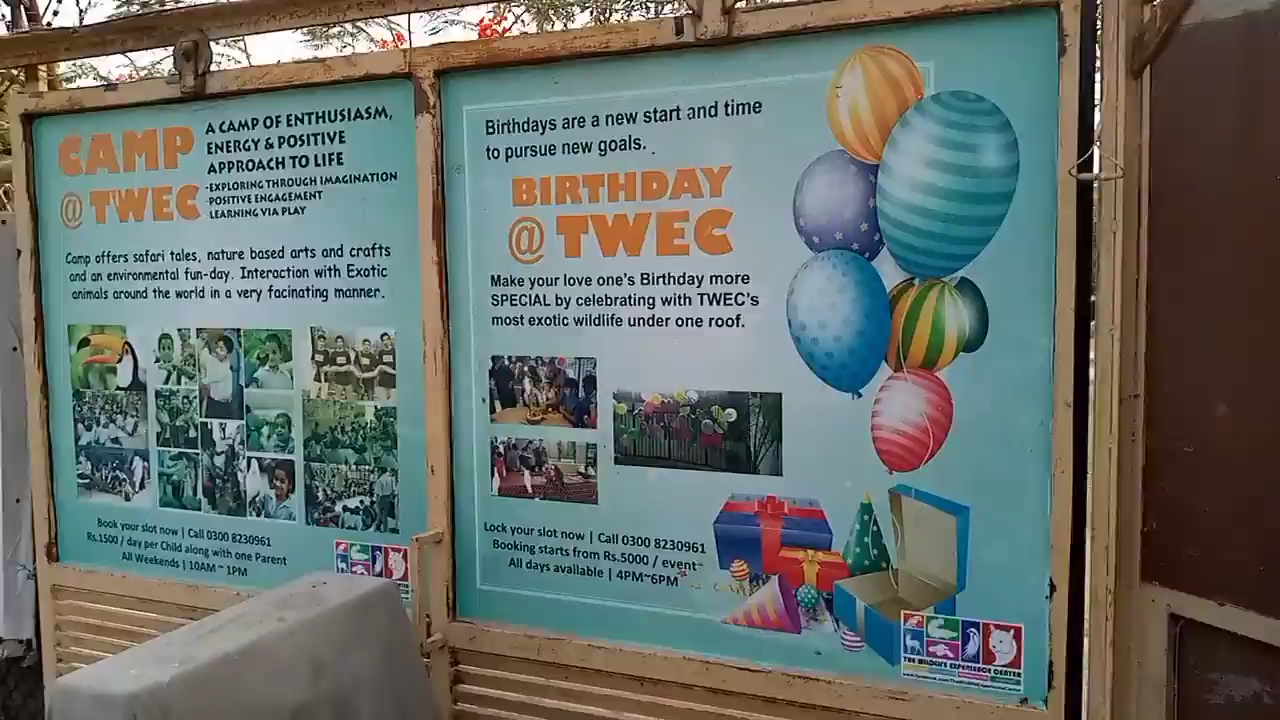 CAMP
@ TWEC
A CAMP OF ENTHUSIASM,
ENERGY & POSITIVE
APPROACH TO LIFE
-EXPLORING THROUGH IMAGINATION
-POSITIVE ENGAGEMENT
LEARNING VIA PLAY
Camp offers safari tales, nature based arts and crafts
and an environmental fun-day. Interaction with Exotic
animals around the world in a very facinating manner.
Book your slot now | Call 0300 8230961
Rs.1500 / day per Child along with one Parent
All Weekends | 10AM ~ 1PM
Birthdays are a new start and time
to pursue new goals.
BIRTHDAY
@ TWEC
Make your love one's Birthday more
SPECIAL by celebrating with TWEC's
most exotic wildlife under one roof.
Lock your slot now | Call 0300 8230961
Booking starts from Rs.5000 / event~
All days available | 4PM~6PM
THE WILDLIFE EXPERIENCE CENTER